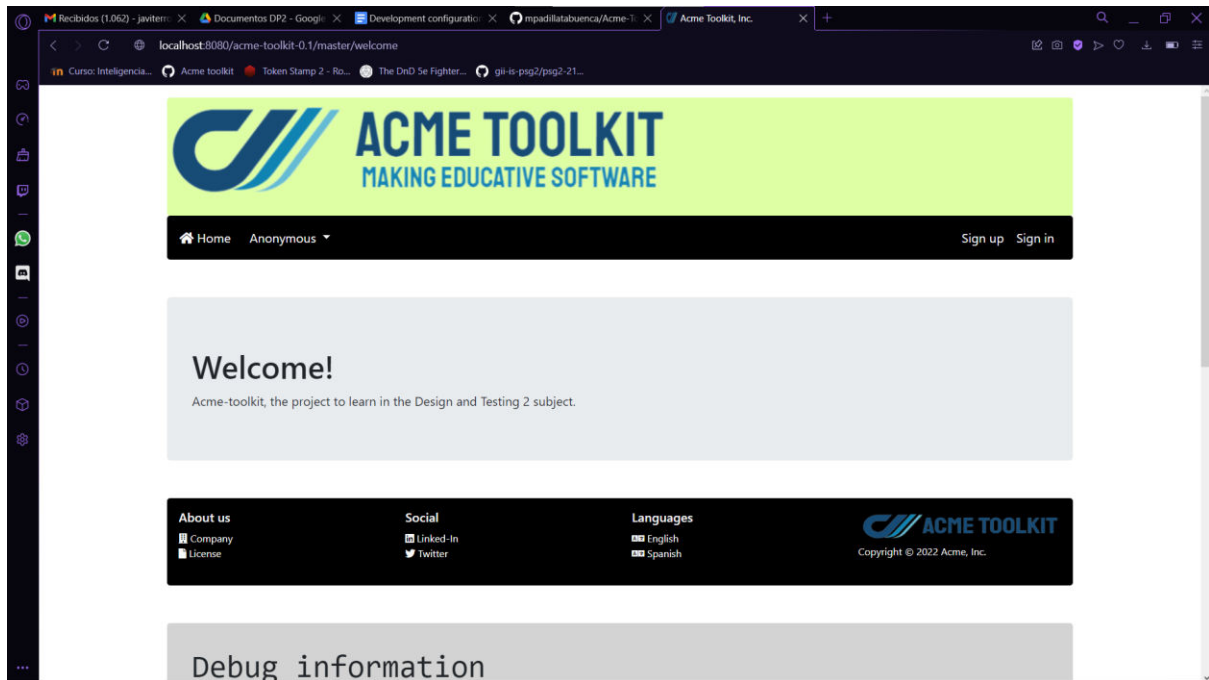 Recibidos (1.062) - javiterro
Documentos DP2 - Google
Development configuration
mpadillatabuenca/Acme-To
Acme Toolkit, Inc.
localhost:8080/acme-toolkit-0.1/master/welcome
Curso: Inteligencia...
Acme toolkit
Token Stamp 2 - Ro...
The DnD 5e Fighter...
gii-is-psg2/psg2-21...
ACME TOOLKIT
MAKING EDUCATIVE SOFTWARE
Home Anonymous Sign up Sign in
Welcome!
Acme-toolkit, the project to learn in the Design and Testing 2 subject.
About us
Company
License
Social
Linked-In
Twitter
Languages
English
Spanish
ACME TOOLKIT
Copyright © 2022 Acme, Inc.
Debug information